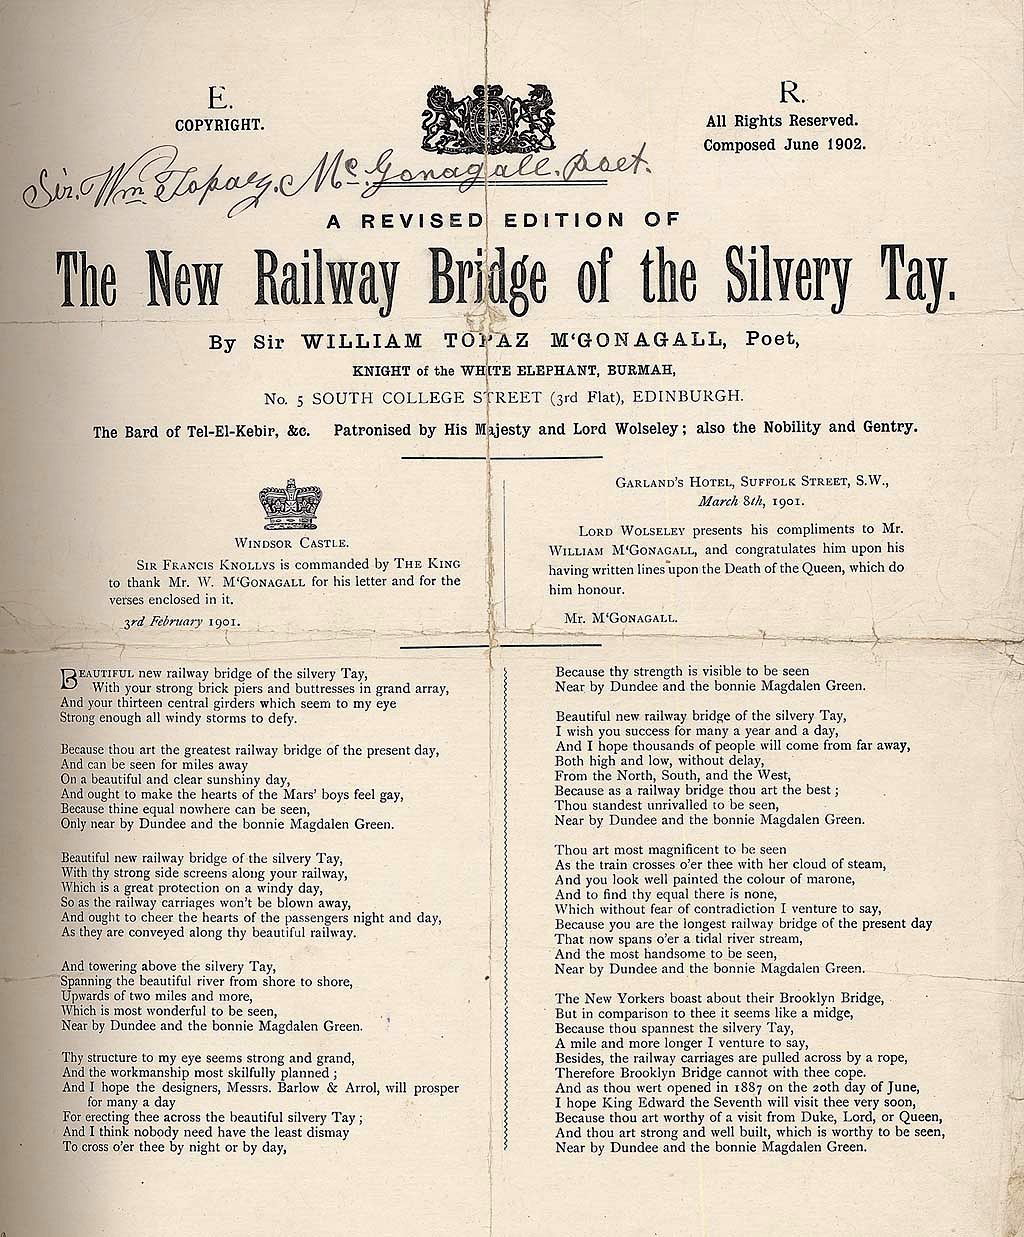 E.
COPYRIGHT.
R.
All Rights Reserved.
Composed June 1902.
Sir. Wm. Topaz. Mc. Gonagall. poet.
A REVISED EDITION OF
The New Railway Bridge of the Silvery Tay.
By Sir WILLIAM TOPAZ M‘GONAGALL, Poet,
KNIGHT of the WHITE ELEPHANT, BURMAH,
No. 5 SOUTH COLLEGE STREET (3rd Flat), EDINBURGH.
The Bard of Tel-El-Kebir, &c. Patronised by His Majesty and Lord Wolseley; also the Nobility and Gentry.
WINDSOR CASTLE.
SIR FRANCIS KNOLLYS is commanded by THE KING
to thank Mr. W. M‘GONAGALL for his letter and for the
verses enclosed in it.
3rd February 1901.
GARLAND'S HOTEL, SUFFOLK STREET, S.W.,
March 8th, 1901.
LORD WOLSELEY presents his compliments to Mr.
WILLIAM M‘GONAGALL, and congratulates him upon his
having written lines upon the Death of the Queen, which do
him honour.
Mr. M‘GONAGALL.
BEAUTIFUL new railway bridge of the silvery Tay,
With your strong brick piers and buttresses in grand array,
And your thirteen central girders which seem to my eye
Strong enough all windy storms to defy.
Because thou art the greatest railway bridge of the present day,
And can be seen for miles away
On a beautiful and clear sunshiny day,
And ought to make the hearts of the Mars' boys feel gay,
Because thine equal nowhere can be seen,
Only near by Dundee and the bonnie Magdalen Green.
Beautiful new railway bridge of the silvery Tay,
With thy strong side screens along your railway,
Which is a great protection on a windy day,
So as the railway carriages won't be blown away,
And ought to cheer the hearts of the passengers night and day,
As they are conveyed along thy beautiful railway.
And towering above the silvery Tay,
Spanning the beautiful river from shore to shore,
Upwards of two miles and more,
Which is most wonderful to be seen,
Near by Dundee and the bonnie Magdalen Green.
Thy structure to my eye seems strong and grand,
And the workmanship most skilfully planned;
And I hope the designers, Messrs. Barlow & Arrol, will prosper
for many a day
For erecting thee across the beautiful silvery Tay;
And I think nobody need have the least dismay
To cross o'er thee by night or by day,
Because thy strength is visible to be seen
Near by Dundee and the bonnie Magdalen Green.
Beautiful new railway bridge of the silvery Tay,
I wish you success for many a year and a day,
And I hope thousands of people will come from far away,
Both high and low, without delay,
From the North, South, and the West,
Because as a railway bridge thou art the best;
Thou standest unrivalled to be seen,
Near by Dundee and the bonnie Magdalen Green.
Thou art most magnificent to be seen
As the train crosses o'er thee with her cloud of steam,
And you look well painted the colour of marone,
And to find thy equal there is none,
Which without fear of contradiction I venture to say,
Because you are the longest railway bridge of the present day
That now spans o'er a tidal river stream,
And the most handsome to be seen,
Near by Dundee and the bonnie Magdalen Green.
The New Yorkers boast about their Brooklyn Bridge,
But in comparison to thee it seems like a midge,
Because thou spannest the silvery Tay,
A mile and more longer I venture to say,
Besides, the railway carriages are pulled across by a rope,
Therefore Brooklyn Bridge cannot with thee cope.
And as thou wert opened in 1887 on the 20th day of June,
I hope King Edward the Seventh will visit thee very soon,
Because thou art worthy of a visit from Duke, Lord, or Queen,
And thou art strong and well built, which is worthy to be seen,
Near by Dundee and the bonnie Magdalen Green.